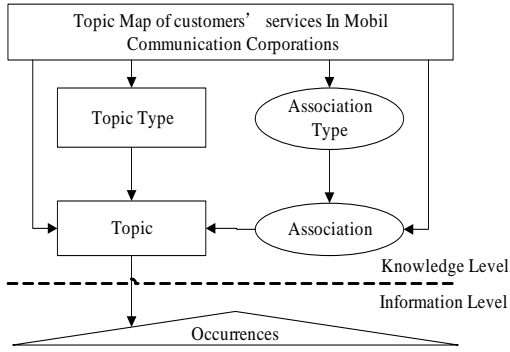 Topic Map of customers’ services In Mobil
Communication Corporations
Topic Type
Association
Type
Topic
Association
Knowledge Level
Information Level
Occurrences